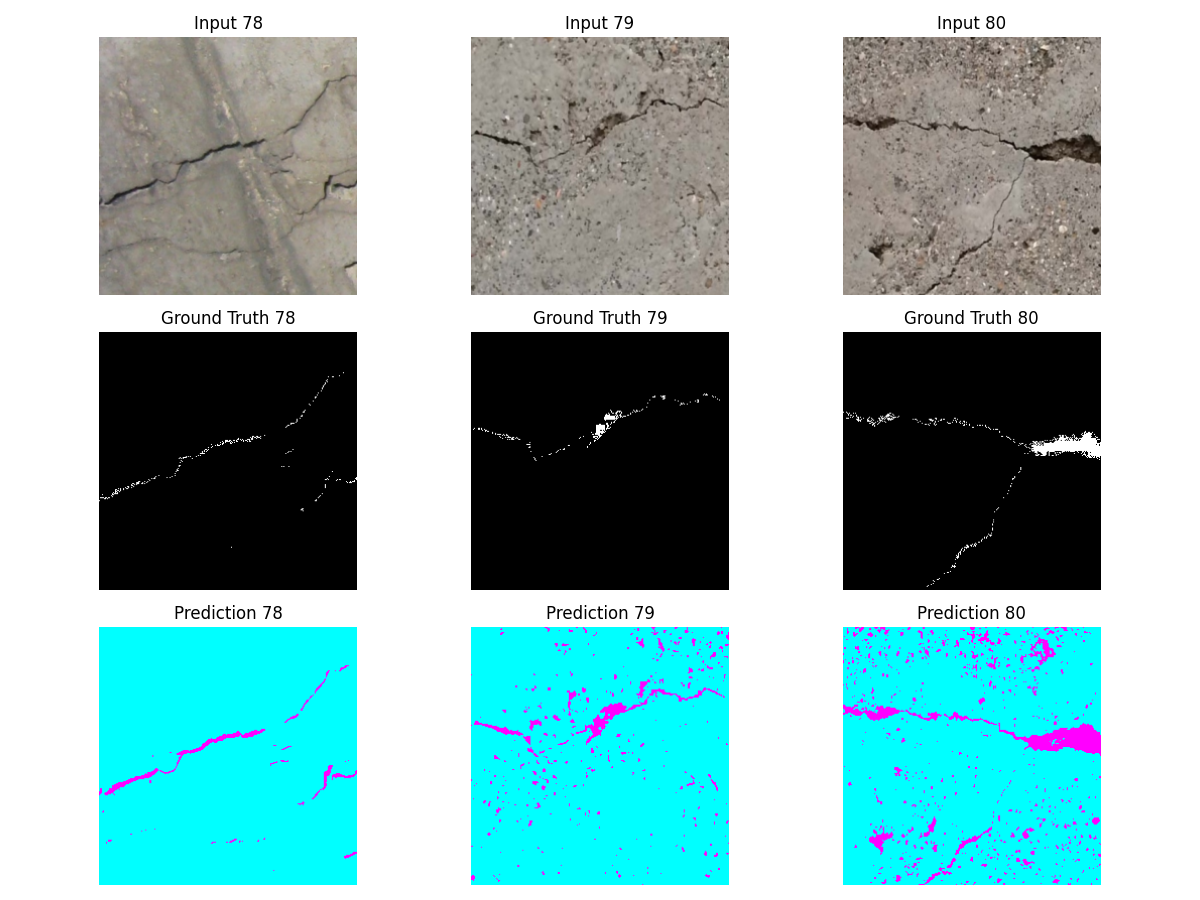 Input 78
Input 79
Input 80
Ground Truth 78
Ground Truth 79
Ground Truth 80
Prediction 78
Prediction 79
Prediction 80